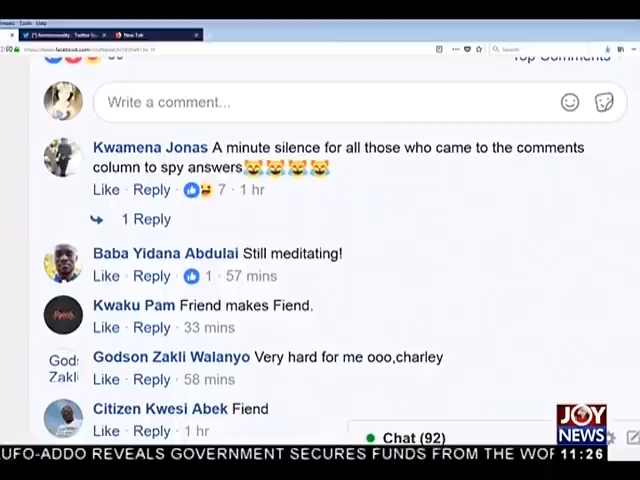 New Tab
Search
Top Comments
Write a comment...
Kwamena Jonas A minute silence for all those who came to the comments
column to spy answers😹😹😹😹
Like · Reply · 7 · 1 hr
1 Reply
Baba Yidana Abdulai Still meditating!
Like · Reply · 1 · 57 mins
Kwaku Pam Friend makes Fiend.
Like · Reply · 33 mins
Godson Zakli Walanyo Very hard for me ooo,charley
Like · Reply · 58 mins
Citizen Kwesi Abek Fiend
Like · Reply · 1 hr
Chat (92)
JOY
NEWS
UFO-ADDO REVEALS GOVERNMENT SECURES FUNDS FROM THE WOR
11:26